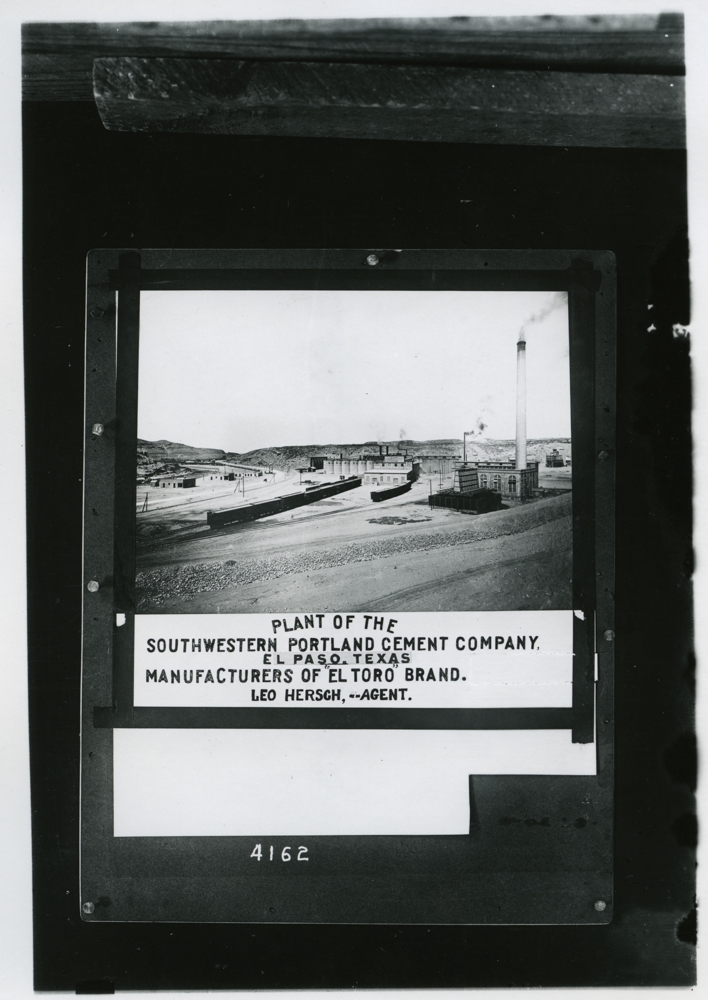 PLANT OF THE
SOUTHWESTERN PORTLAND CEMENT COMPANY,
EL PASO. TEXAS
MANUFACTURERS OF "EL TORO" BRAND.
LEO HERSCH, --AGENT.
4162